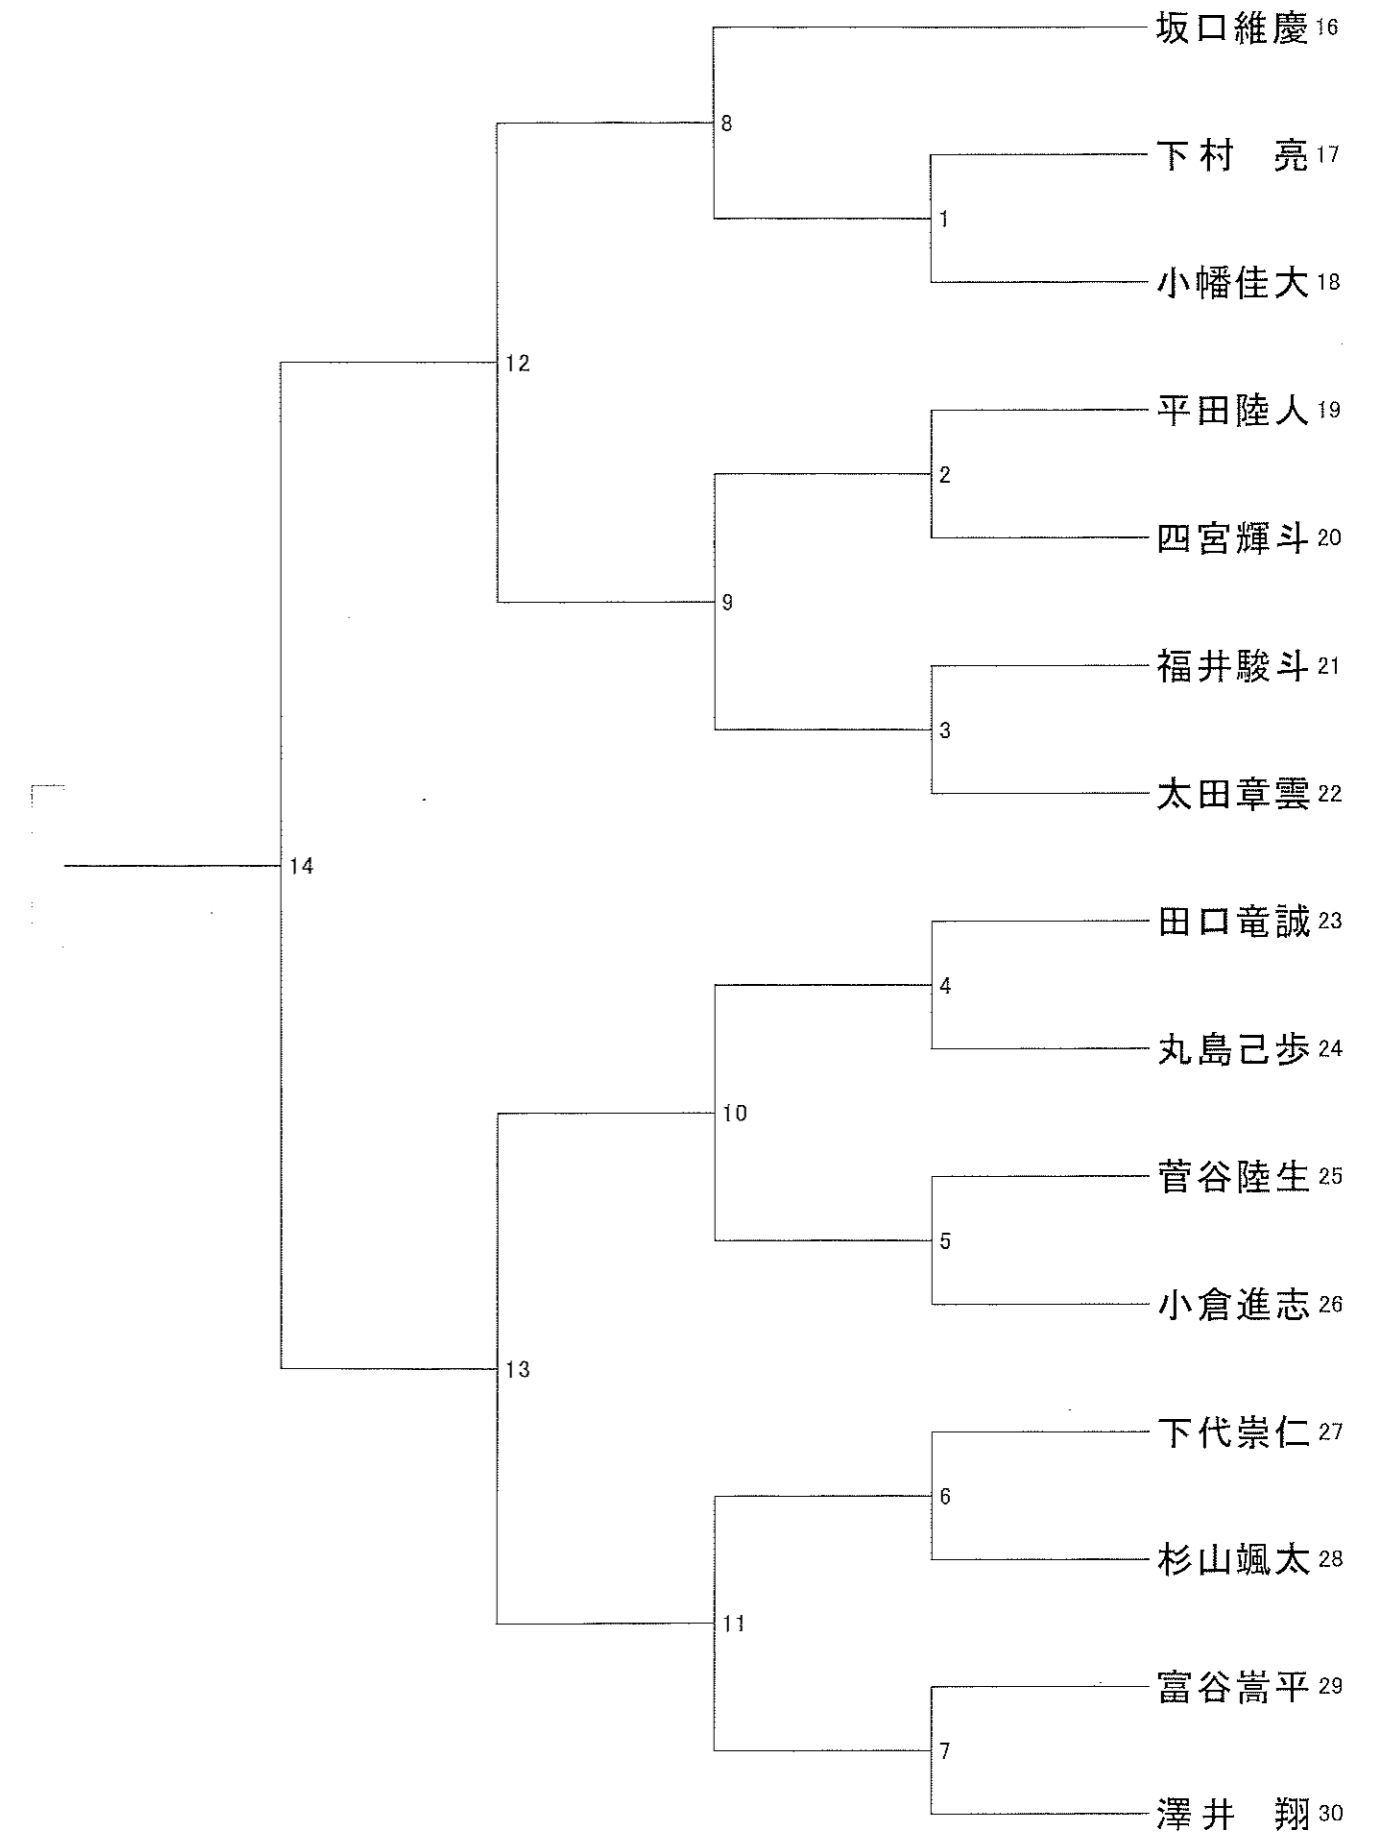 坂口維慶 16
8
下村　亮 17
1
小幡佳大 18
12
平田陸人 19
2
四宮輝斗 20
9
福井駿斗 21
3
太田章雲 22
14
田口竜誠 23
4
丸島己歩 24
10
菅谷陸生 25
5
小倉進志 26
13
下代崇仁 27
6
杉山颯太 28
11
富谷嵩平 29
7
澤井　翔 30